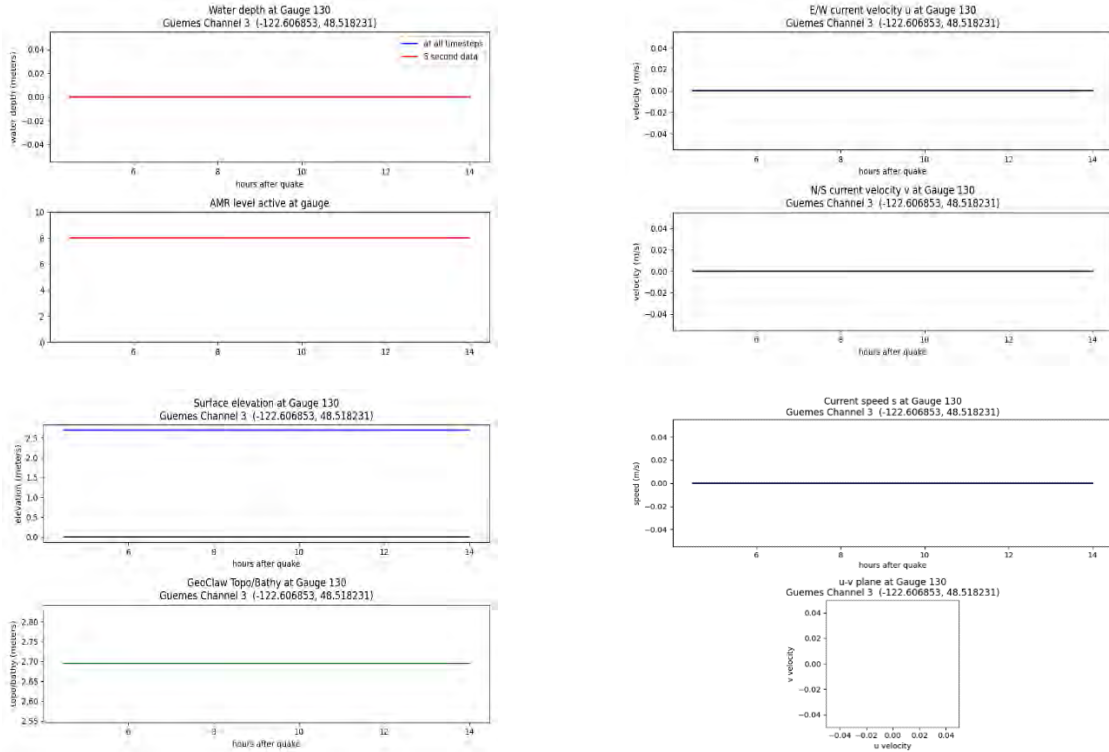 Water depth at Gauge 130
Guemes Channel 3 (-122.606853, 48.518231)
0.04
0.02
0.00
−0.02
−0.04
water depth (meters)
at all timesteps
5 second data
6
8
10
12
14
hours after quake
AMR level active at gauge
10
8
6
4
2
0
6
8
10
12
14
E/W current velocity u at Gauge 130
Guemes Channel 3 (-122.606853, 48.518231)
0.04
0.02
0.00
−0.02
−0.04
velocity (m/s)
6
8
10
12
14
hours after quake
N/S current velocity v at Gauge 130
Guemes Channel 3 (-122.606853, 48.518231)
0.04
0.02
0.00
−0.02
−0.04
velocity (m/s)
6
8
10
12
14
hours after quake
Surface elevation at Gauge 130
Guemes Channel 3 (-122.606853, 48.518231)
2.5
2.0
1.5
1.0
0.5
0.0
elevation (meters)
6
8
10
12
14
hours after quake
GeoClaw Topo/Bathy at Gauge 130
Guemes Channel 3 (-122.606853, 48.518231)
2.80
2.75
2.70
2.65
2.60
2.55
topo/bathy (meters)
6
8
10
12
14
hours after quake
Current speed s at Gauge 130
Guemes Channel 3 (-122.606853, 48.518231)
0.04
0.02
0.00
−0.02
−0.04
speed (m/s)
6
8
10
12
14
hours after quake
u-v plane at Gauge 130
Guemes Channel 3 (-122.606853, 48.518231)
0.04
0.02
0.00
−0.02
−0.04
v velocity
−0.04
−0.02
0.00
0.02
0.04
u velocity